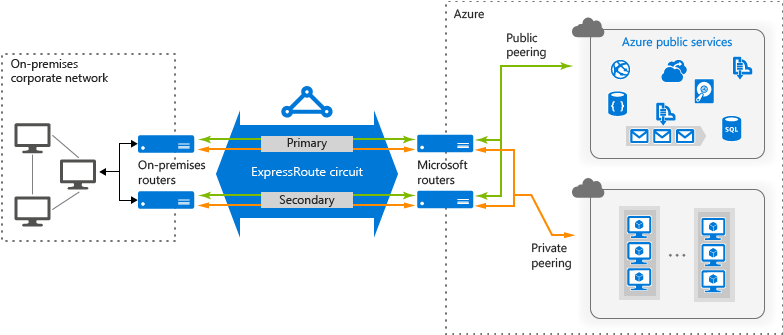 Azure
Public
peering
Azure public services
{ }
SQL
On-premises
corporate network
Primary
On-premises
routers
ExpressRoute circuit
Microsoft
routers
Secondary
Private
peering
...